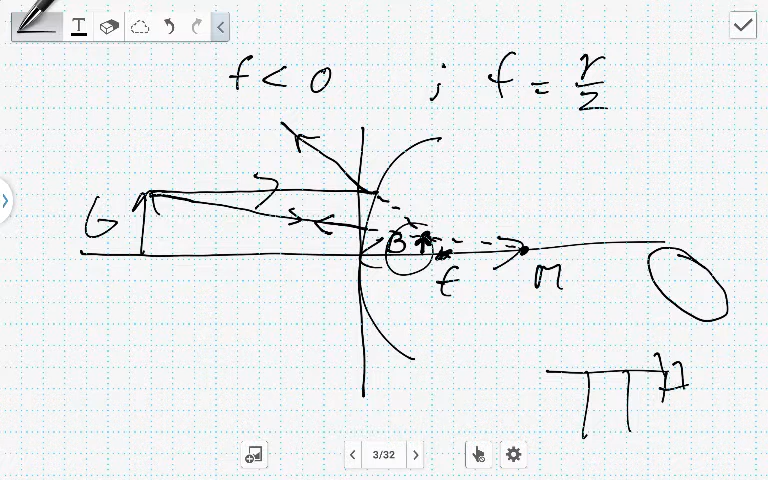 T
f < 0 ; f = r/2
G
B
f
M
3/32